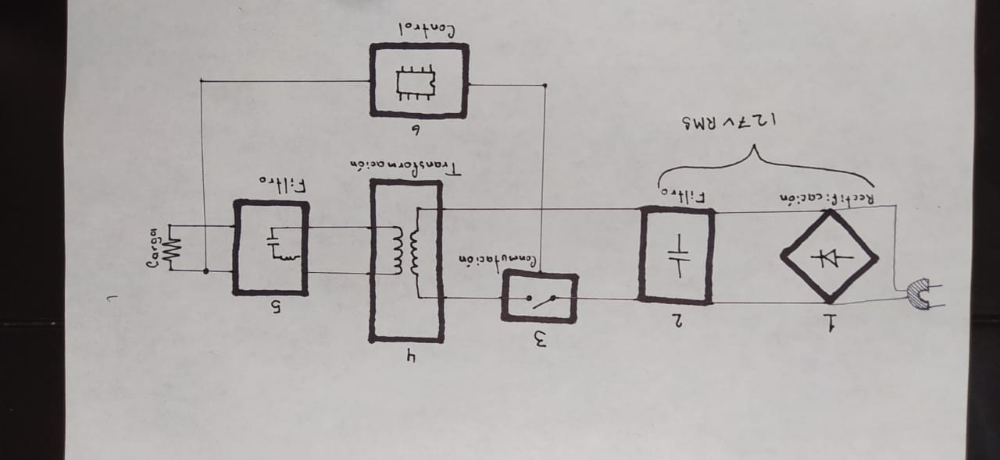 1
2
3
4
5
Rectificación
Filtro
Conmutación
Transformación
Filtro
Carga
127V RMS
6
Control